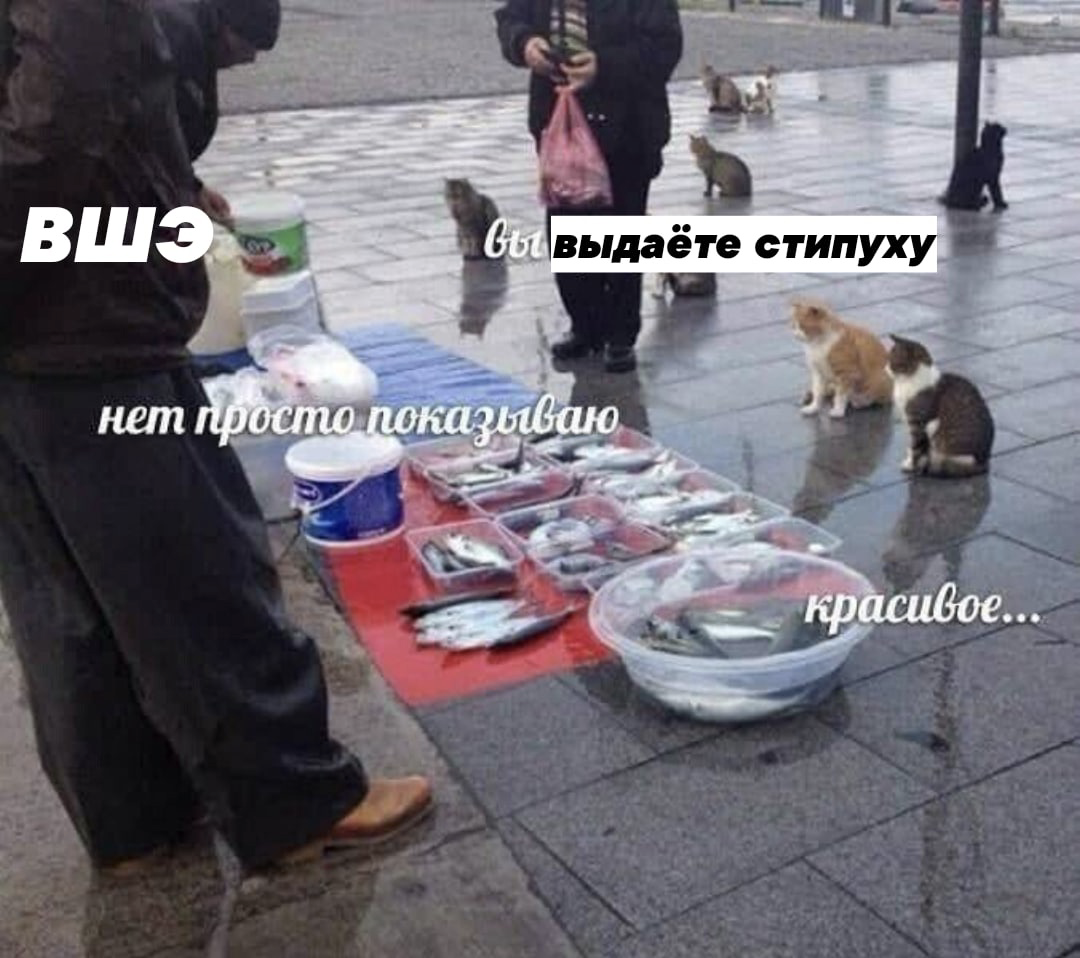 ВШЭ
вы выдаёте стипуху
нет просто показываю
красивое...